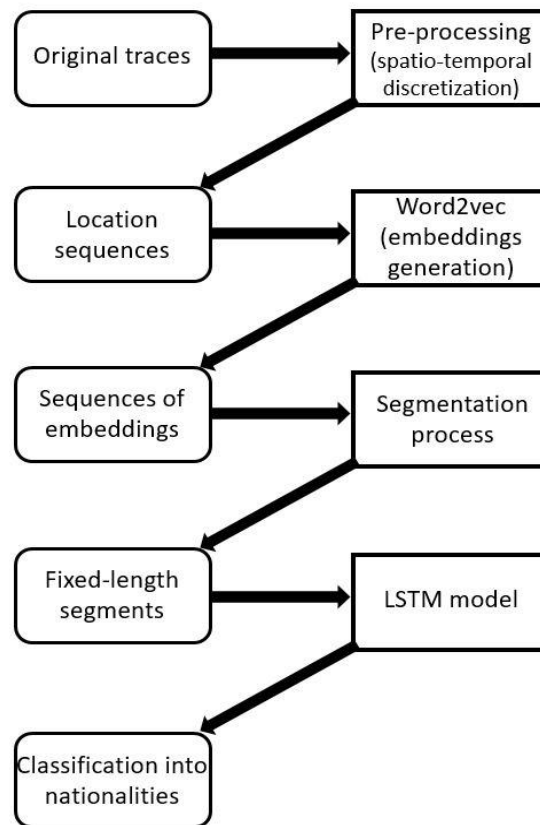 Original traces
Pre-processing
(spatio-temporal
discretization)
Location
sequences
Word2vec
(embeddings
generation)
Sequences of
embeddings
Segmentation
process
Fixed-length
segments
LSTM model
Classification into
nationalities